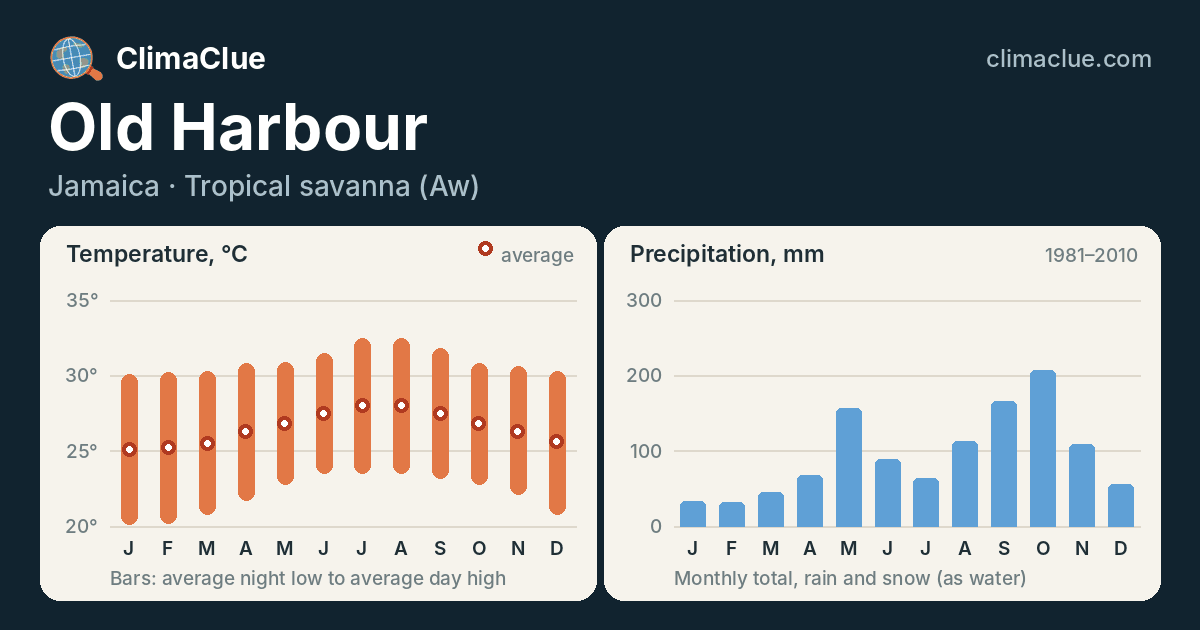 ClimaClue
climaclue.com
Old Harbour
Jamaica · Tropical savanna (Aw)
Temperature, °C
average
35°
30°
25°
20°
J F M A M J J A S O N D
Bars: average night low to average day high
Precipitation, mm
1981–2010
300
200
100
0
J F M A M J J A S O N D
Monthly total, rain and snow (as water)